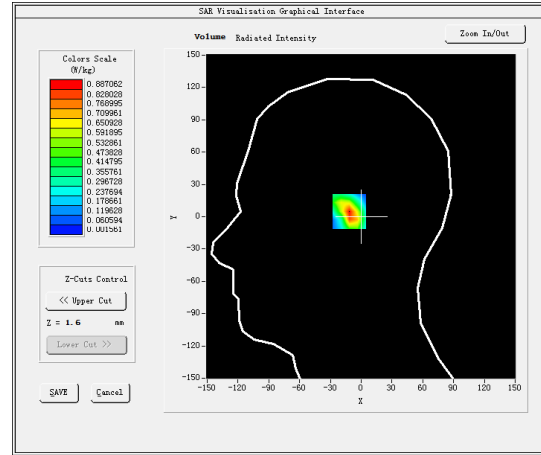 SAR Visualisation Graphical Interface
Volume Radiated Intensity
Zoom In/Out
Colors Scale
(W/kg)
0.887062
0.828028
0.768995
0.709961
0.650928
0.591895
0.532861
0.473828
0.414795
0.355761
0.296728
0.237694
0.178661
0.119628
0.060594
0.001561
Z-Cuts Control
<< Upper Cut
Z = 1.6 mm
Lower Cut >>
SAVE
Cancel
150
120
90
60
30
0
-30
-60
-90
-120
-150
Y
-150 -120 -90 -60 -30 0 30 60 90 120 150
X